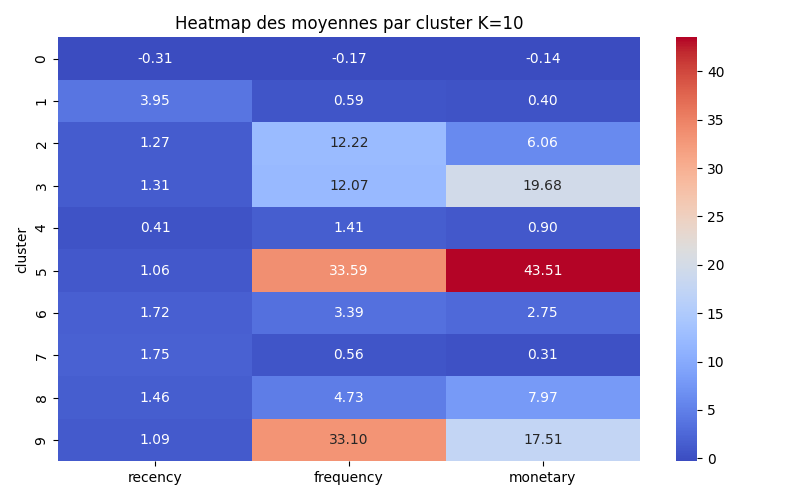 Heatmap des moyennes par cluster K=10
cluster
0 -0.31 -0.17 -0.14
1 3.95 0.59 0.40
2 1.27 12.22 6.06
3 1.31 12.07 19.68
4 0.41 1.41 0.90
5 1.06 33.59 43.51
6 1.72 3.39 2.75
7 1.75 0.56 0.31
8 1.46 4.73 7.97
9 1.09 33.10 17.51
recency frequency monetary
40
35
30
25
20
15
10
5
0